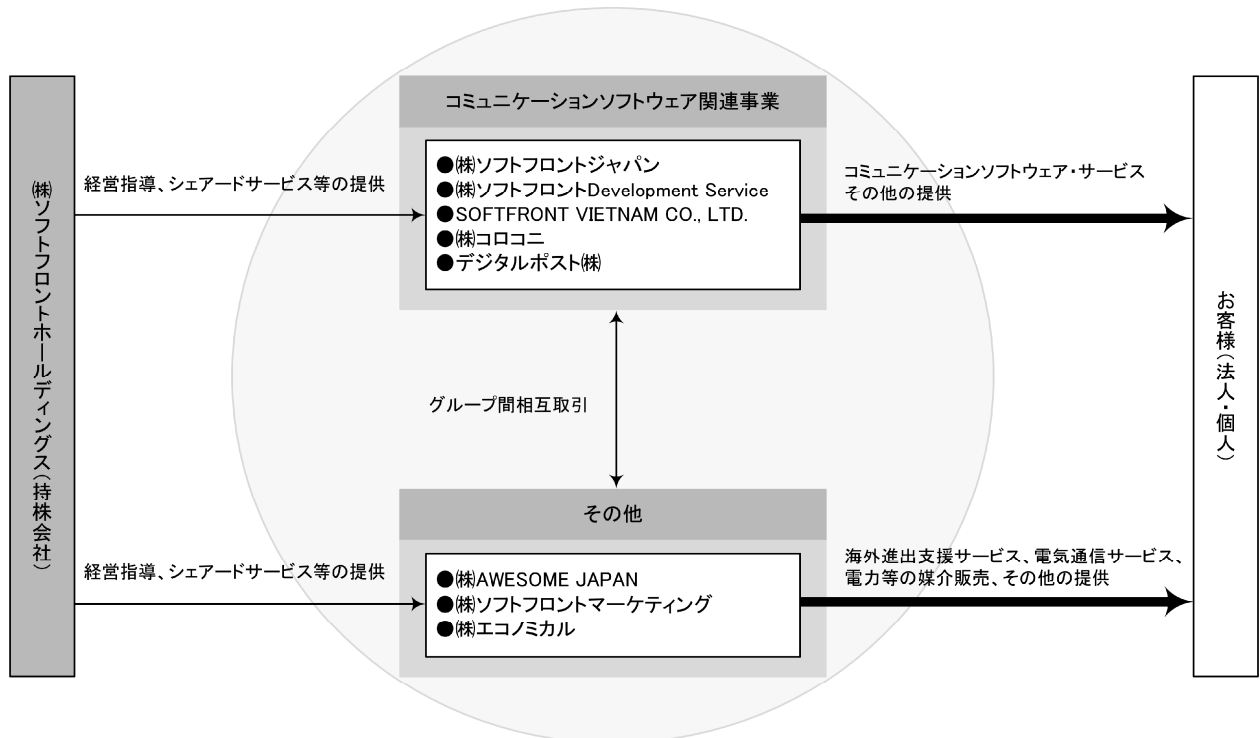 ㈱ソフトフロントホールディングス(持株会社)
経営指導、シェアードサービス等の提供
コミュニケーションソフトウェア関連事業
●㈱ソフトフロントジャパン
●㈱ソフトフロントDevelopment Service
●SOFTFRONT VIETNAM CO., LTD.
●㈱コロコニ
●デジタルポスト㈱
コミュニケーションソフトウェア・サービス
その他の提供
グループ間相互取引
経営指導、シェアードサービス等の提供
その他
●㈱AWESOME JAPAN
●㈱ソフトフロントマーケティング
●㈱エコノミカル
海外進出支援サービス、電気通信サービス、
電力等の媒介販売、その他の提供
お客様(法人・個人)